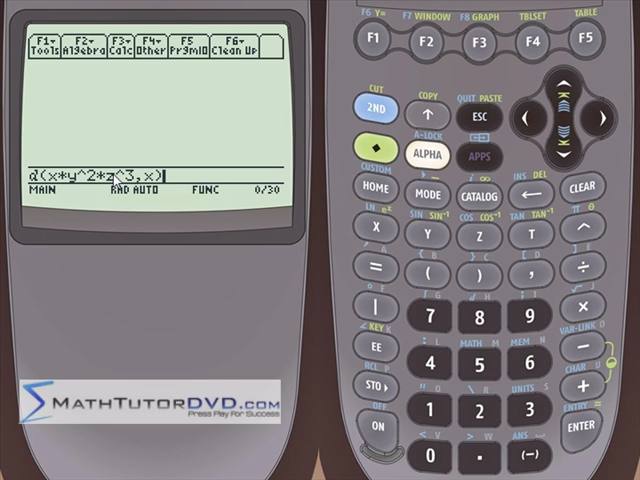 F1▾ F2▾ F3▾ F4▾ F5 F6▾
Tools Algebra Calc Other PrgmIO Clean Up
d(x*y^2*z^3,x)
MAIN RAD AUTO FUNC 0/30
MATHTUTORDVD.COM
Press Play For Success
F6 Y= F7 WINDOW F8 GRAPH TBLSET TABLE
F1 F2 F3 F4 F5
CUT COPY QUIT PASTE
2ND ↑ ESC
A-LOCK
◆ ALPHA APPS
CUSTOM i ∞ INS DEL
HOME MODE CATALOG ← CLEAR
LN eˣ SIN SIN⁻¹ COS COS⁻¹ TAN TAN⁻¹ π θ
X Y Z T ^
' A { B } C [ D ] E
= ( ) , ÷
° F \ G d H ∫ I √ J
| 7 8 9 ×
∠ KEY K : L MATH M MEM N VAR-LINK O
EE 4 5 6 −
RCL P " Q \ R UNITS S CHAR U
STO▸ 1 2 3 +
OFF < V > W ANS ENTRY ≈
ON 0 . (−) ENTER